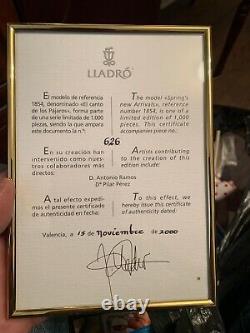 LLADRÓ
El modelo de referencia
1854, denominado «El canto
de los Pájaros», forma parte
de una serie limitada de 1.000
piezas, siendo la que ampara
este documento la n.º:
The model «Spring's
new Arrivals», reference
number 1854, is one of a
limited edition of 1,000
pieces. This certificate
accompanies piece no.:
626
En su creación han
intervenido como nuestros
colaboradores más
directos:
Artists contributing to
the creation of this
edition include:
D. Antonio Ramos
Dª Pilar Pérez
A tal efecto expedimos
el presente certificado de
autenticidad en fecha:
To this effect, we
hereby issue this certificate of
authenticity dated:
Valencia, a 15 de Noviembre de 2000